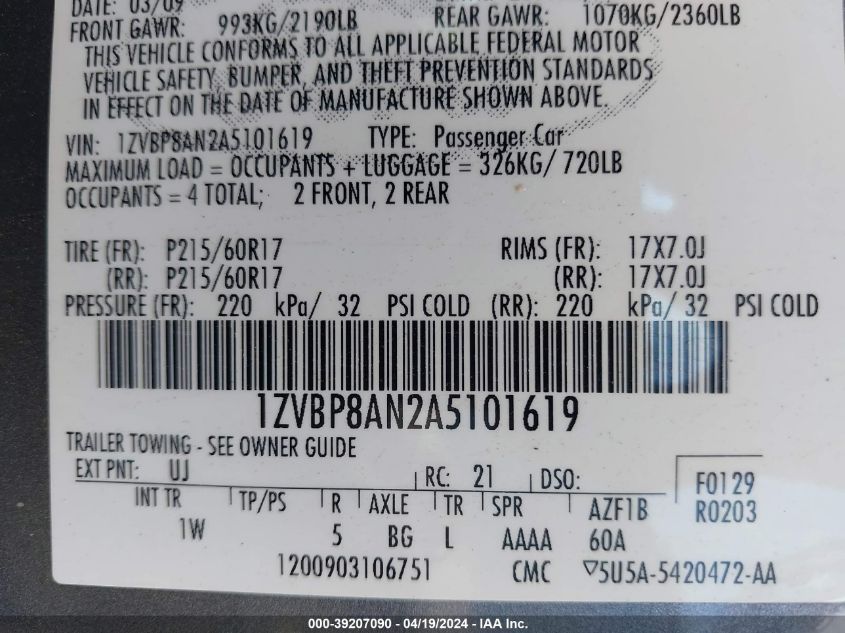 DATE: 03/09
FRONT GAWR: 993KG/2190LB REAR GAWR: 1070KG/2360LB
THIS VEHICLE CONFORMS TO ALL APPLICABLE FEDERAL MOTOR
VEHICLE SAFETY, BUMPER, AND THEFT PREVENTION STANDARDS
IN EFFECT ON THE DATE OF MANUFACTURE SHOWN ABOVE.
VIN: 1ZVBP8AN2A5101619 TYPE: Passenger Car
MAXIMUM LOAD = OCCUPANTS + LUGGAGE = 326KG/ 720LB
OCCUPANTS = 4 TOTAL; 2 FRONT, 2 REAR
TIRE (FR): P215/60R17 RIMS (FR): 17X7.0J
(RR): P215/60R17 (RR): 17X7.0J
PRESSURE (FR): 220 kPa/ 32 PSI COLD (RR): 220 kPa/ 32 PSI COLD
1ZVBP8AN2A5101619
TRAILER TOWING - SEE OWNER GUIDE
EXT PNT: UJ RC: 21 DSO: F0129
INT TR TP/PS R AXLE TR SPR AZF1B R0203
1W 5 BG L AAAA 60A
1200903106751 CMC ▽5U5A-5420472-AA
000-39207090 - 04/19/2024 - IAA Inc.